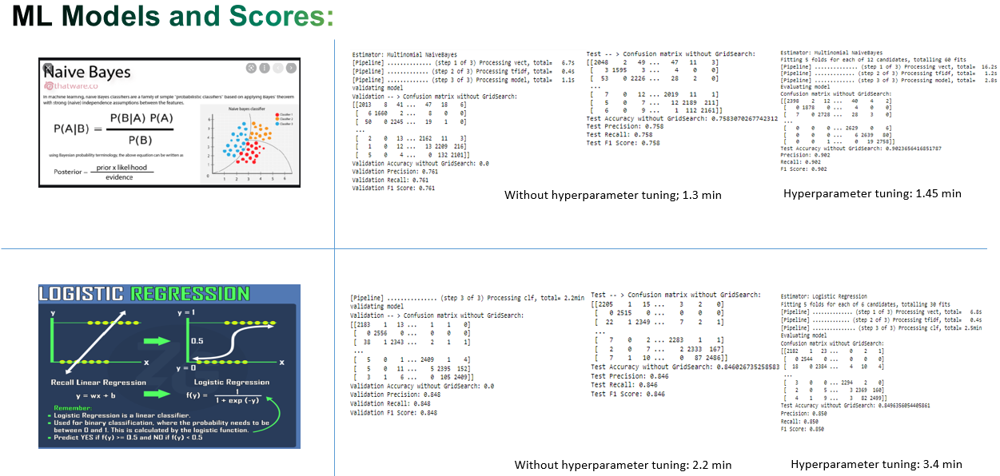 ML Models and Scores:
Naive Bayes
@thatware.co
In machine learning, naive Bayes classifiers are a family of simple "probabilistic classifiers" based on applying Bayes' theorem
with strong (naive) independence assumptions between the features.
P(A|B) = P(B|A) P(A)
P(B)
using Bayesian probability terminology, the above equation can be written as
Posterior = prior x likelihood
evidence
Naive Bayes classifier
Classifier 1
Classifier 2
Classifier 3
6
5
4
3
2
1
0
1 2 3 4 5 6
Estimator: Multinomial NaiveBayes
[Pipeline] ............. (step 1 of 3) Processing vect, total= 6.7s
[Pipeline] ............. (step 2 of 3) Processing tfidf, total= 0.4s
[Pipeline] ............. (step 3 of 3) Processing model, total= 1.1s
Validating model
Validation -- > Confusion matrix without GridSearch:
[[2013 8 41 ... 47 18 6]
[ 6 1660 2 ... 8 0 0]
[ 50 0 2245 ... 19 1 0]
...
[ 2 0 13 ... 2162 11 3]
[ 1 0 12 ... 13 2209 216]
[ 5 0 4 ... 0 132 2101]]
Validation Accuracy without GridSearch: 0.0
Validation Precision: 0.761
Validation Recall: 0.761
Validation F1 Score: 0.761
Test -- > Confusion matrix without GridSearch:
[[2048 2 49 ... 47 11 3]
[ 3 1595 3 ... 4 0 0]
[ 53 0 2226 ... 28 2 0]
...
[ 7 0 12 ... 2019 11 1]
[ 5 0 7 ... 12 2189 211]
[ 6 0 9 ... 1 112 2161]]
Test Accuracy without GridSearch: 0.7583070267742312
Test Precision: 0.758
Test Recall: 0.758
Test F1 Score: 0.758
Without hyperparameter tuning; 1.3 min
Estimator: Multinomial NaiveBayes
Fitting 5 folds for each of 12 candidates, totalling 60 fits
[Pipeline] ............. (step 1 of 3) Processing vect, total= 16.2s
[Pipeline] ............. (step 2 of 3) Processing tfidf, total= 1.2s
[Pipeline] ............. (step 3 of 3) Processing model, total= 2.8s
Evaluating model
Confusion matrix without GridSearch:
[[2398 2 12 ... 40 4 2]
[ 0 1878 0 ... 4 0 0]
[ 7 0 2728 ... 28 3 0]
...
[ 0 0 0 ... 2629 0 6]
[ 0 0 0 ... 6 2639 80]
[ 0 0 1 ... 0 19 2758]]
Test Accuracy without GridSearch: 0.9023656416851787
Precision: 0.902
Recall: 0.902
F1 Score: 0.902
Hyperparameter tuning: 1.45 min
LOGISTIC REGRESSION
y
x
y = 1
0.5
y = 0
x
Recall Linear Regression
y = wx + b
Logistic Regression
f(y) = 1
1 + exp (-y)
Remember:
• Logistic Regression is a linear classifier.
• Used for binary classification, where the probability needs to be
between 0 and 1. This is calculated by the logistic function.
• Predict YES if f(y) >= 0.5 and NO if f(y) < 0.5
[Pipeline] .............. (step 3 of 3) Processing clf, total= 2.2min
Validating model
Validation -- > Confusion matrix without GridSearch:
[[2183 1 13 ... 1 1 0]
[ 0 2556 0 ... 0 0 0]
[ 38 1 2343 ... 2 1 1]
...
[ 5 0 1 ... 2409 1 4]
[ 5 0 11 ... 5 2395 152]
[ 3 1 6 ... 0 105 2409]]
Validation Accuracy without GridSearch: 0.0
Validation Precision: 0.848
Validation Recall: 0.848
Validation F1 Score: 0.848
Test -- > Confusion matrix without GridSearch:
[[2205 1 15 ... 3 2 0]
[ 0 2515 0 ... 0 0 0]
[ 22 1 2349 ... 7 2 1]
...
[ 7 0 2 ... 2283 1 1]
[ 2 0 7 ... 2 2333 167]
[ 7 1 10 ... 0 87 2486]]
Test Accuracy without GridSearch: 0.846026735258583
Test Precision: 0.846
Test Recall: 0.846
Test F1 Score: 0.846
Without hyperparameter tuning: 2.2 min
Estimator: Logistic Regression
Fitting 5 folds for each of 6 candidates, totalling 30 fits
[Pipeline] .............. (step 1 of 3) Processing vect, total= 6.8s
[Pipeline] .............. (step 2 of 3) Processing tfidf, total= 0.4s
[Pipeline] .............. (step 3 of 3) Processing clf, total= 2.5min
Evaluating model
Confusion matrix without GridSearch:
[[2182 1 23 ... 0 2 1]
[ 0 2544 0 ... 0 0 0]
[ 18 0 2384 ... 4 10 4]
...
[ 3 0 0 ... 2294 2 0]
[ 2 0 5 ... 3 2369 160]
[ 4 1 9 ... 3 82 2499]]
Test Accuracy without GridSearch: 0.8496356054405861
Precision: 0.850
Recall: 0.850
F1 Score: 0.850
Hyperparameter tuning: 3.4 min